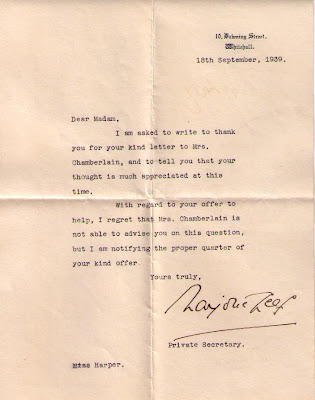 10, Downing Street,
Whitehall.
18th September, 1939.
Dear Madam,
I am asked to write to thank
you for your kind letter to Mrs.
Chamberlain, and to tell you that your
thought is much appreciated at this
time.
With regard to your offer to
help, I regret that Mrs. Chamberlain is
not able to advise you on this question,
but I am notifying the proper quarter of
your kind offer.
Yours truly,
Marjorie Leaf
Private Secretary.
Miss Harper.